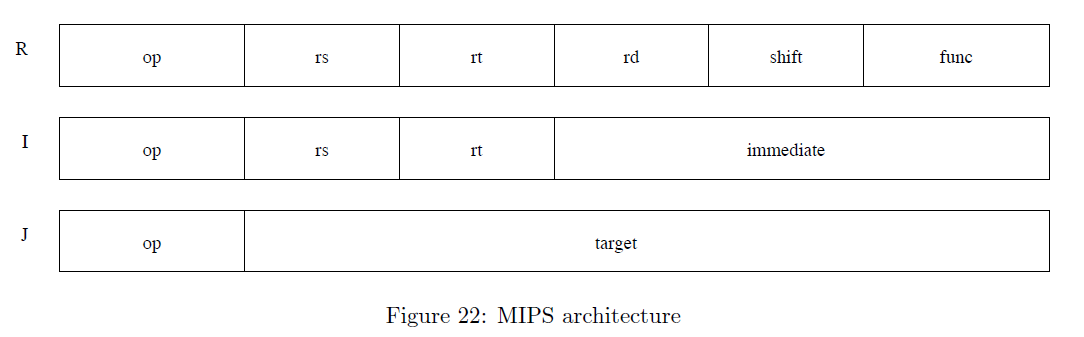 R op rs rt rd shift func
I op rs rt immediate
J op target
Figure 22: MIPS architecture